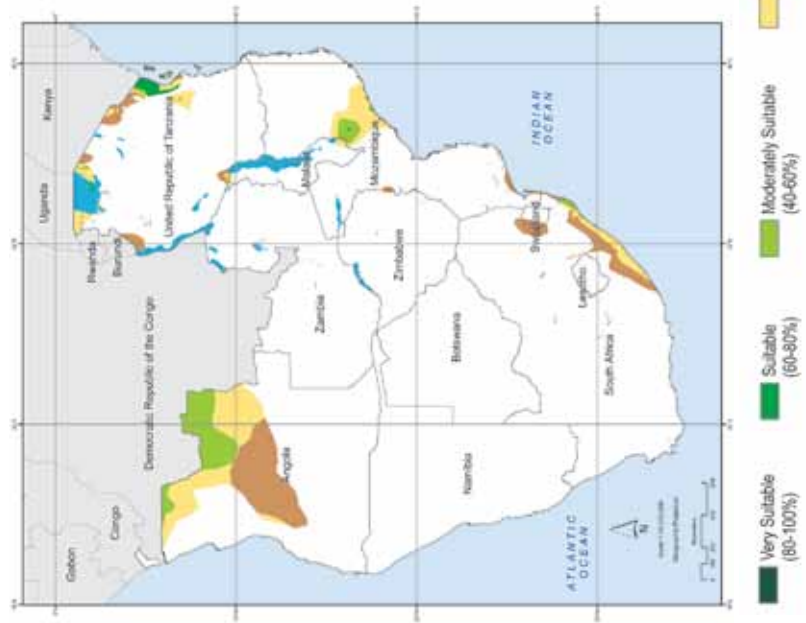 Uganda
Kenya
Gabon
Congo
Rwanda
Burundi
Democratic Republic of the Congo
United Republic of Tanzania
Angola
Zambia
Malawi
Mozambique
Zimbabwe
Namibia
Botswana
Swaziland
Lesotho
South Africa
ATLANTIC
OCEAN
INDIAN
OCEAN
N
Very Suitable
(80-100%)
Suitable
(60-80%)
Moderately Suitable
(40-60%)